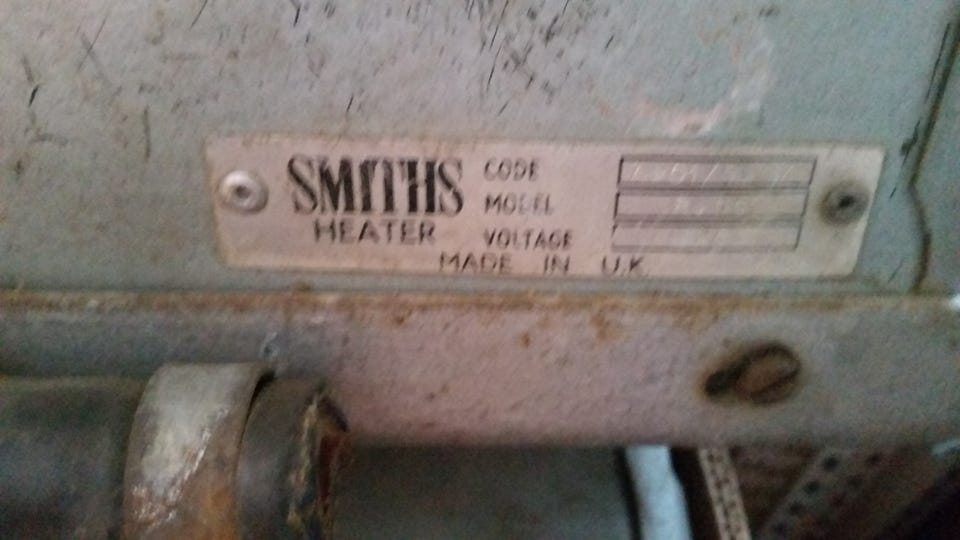 SMITHS
HEATER
CODE
MODEL
VOLTAGE
MADE IN U.K.